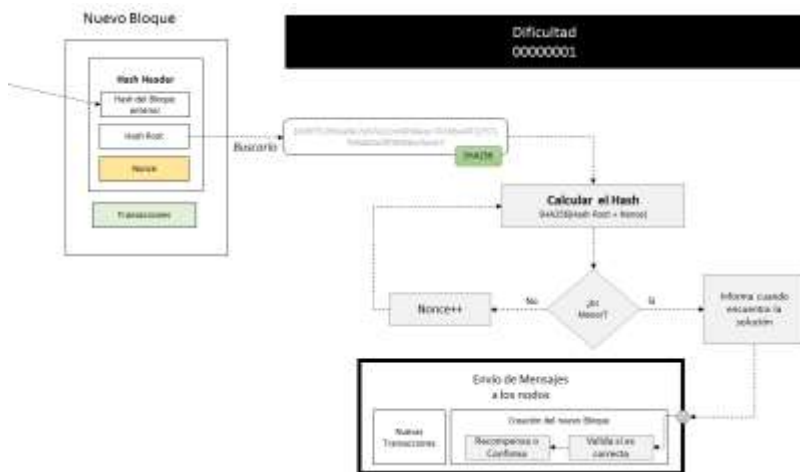 Nuevo Bloque
Dificultad
00000001
Hash Header
Hash del Bloque
anterior
Hash Root
Nonce
Transacciones
Buscarlo
SHA256
Calcular el Hash
SHA256(Hash Root + Nonce)
¿Es
Menor?
No
Si
Nonce++
Informa cuando
encuentra la
solución
Envío de Mensajes
a los nodos
Nuevas
Transacciones
Creación del nuevo Bloque
Recompensa o
Confirma
Valida si es
correcta